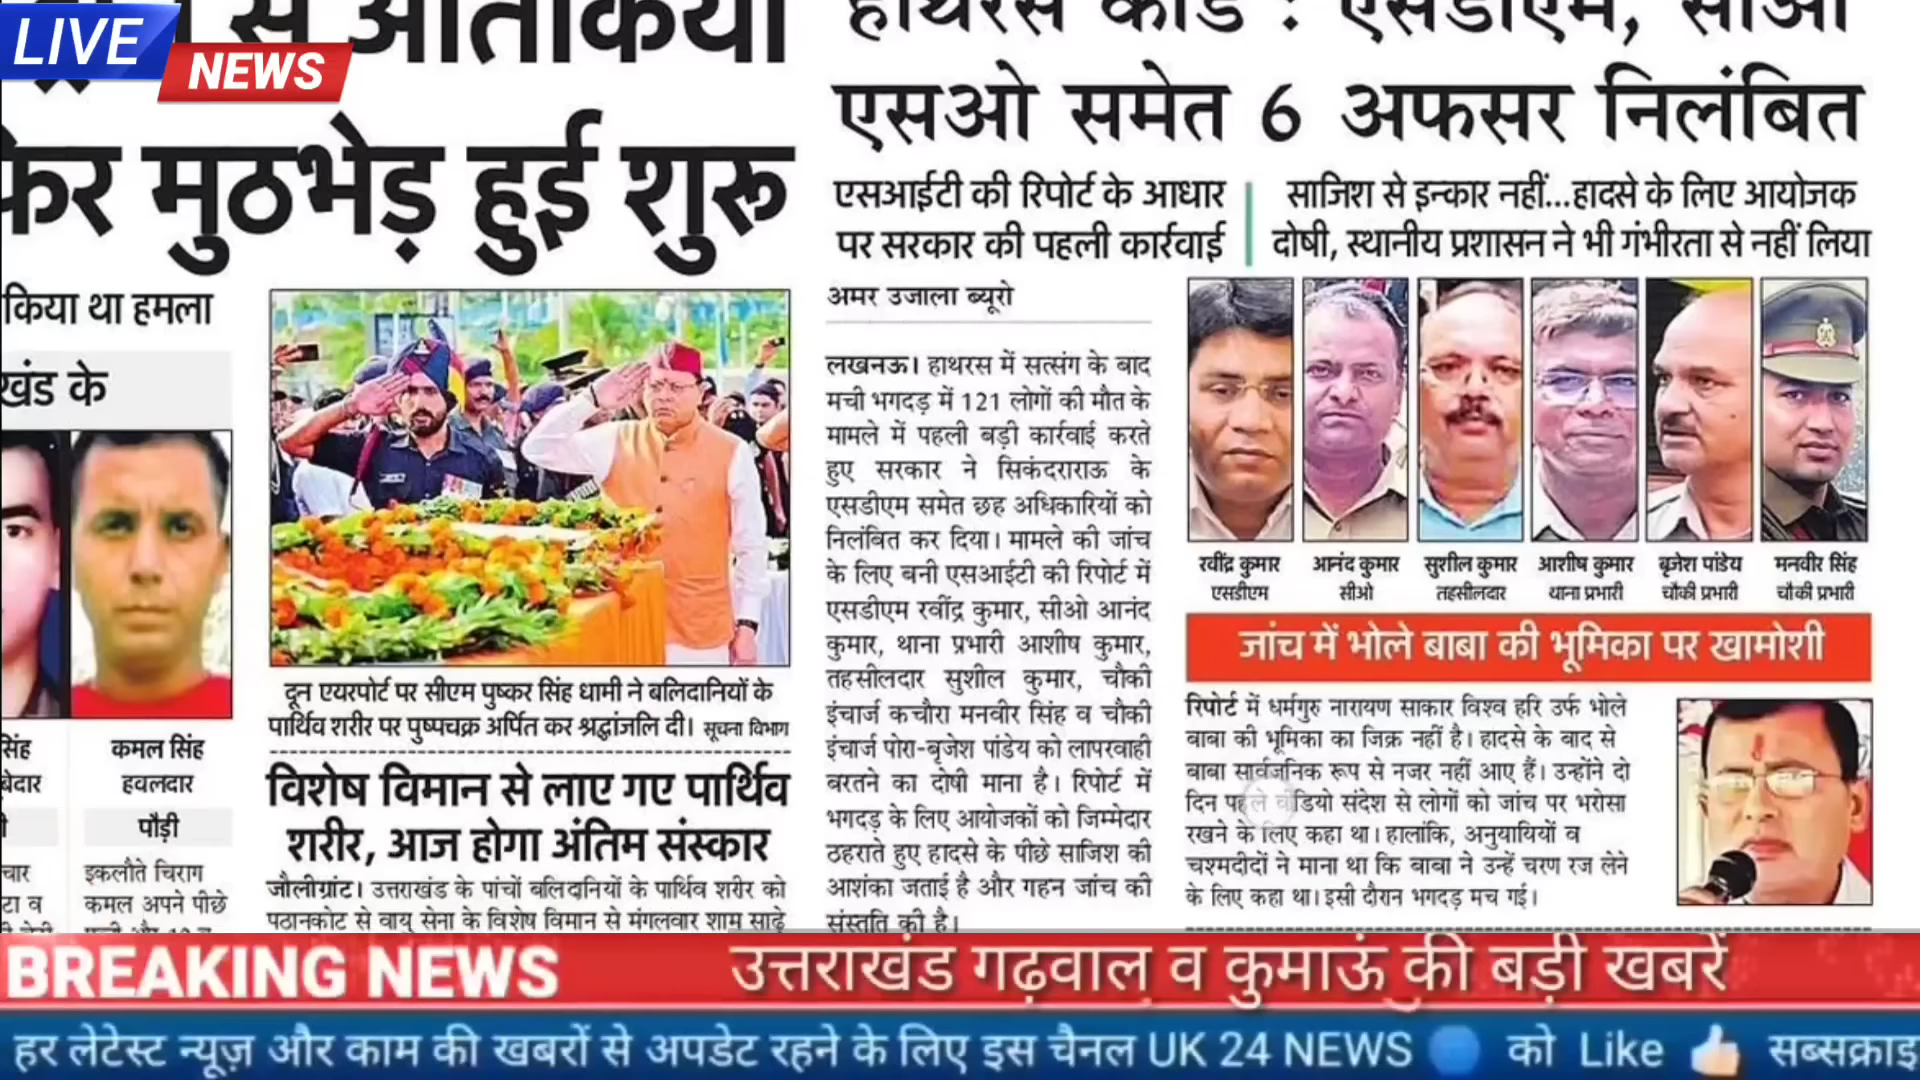 LIVE
NEWS
से आतंकियों
फिर मुठभेड़ हुई शुरू
किया था हमला
खंड के
कमल सिंह
हवलदार
पौड़ी
इकलौते चिराग
कमल अपने पीछे
सिंह
दून एयरपोर्ट पर सीएम पुष्कर सिंह धामी ने बलिदानियों के
पार्थिव शरीर पर पुष्पचक्र अर्पित कर श्रद्धांजलि दी। सूचना विभाग
विशेष विमान से लाए गए पार्थिव
शरीर, आज होगा अंतिम संस्कार
जौलीग्रांट। उत्तराखंड के पांचों बलिदानियों के पार्थिव शरीर को
पठानकोट से वायु सेना के विशेष विमान से मंगलवार शाम साढ़े
हाथरस कांड : एसडीएम, सीओ
एसओ समेत 6 अफसर निलंबित
एसआईटी की रिपोर्ट के आधार
पर सरकार की पहली कार्रवाई
साजिश से इन्कार नहीं...हादसे के लिए आयोजक
दोषी, स्थानीय प्रशासन ने भी गंभीरता से नहीं लिया
अमर उजाला ब्यूरो
लखनऊ। हाथरस में सत्संग के बाद
मची भगदड़ में 121 लोगों की मौत के
मामले में पहली बड़ी कार्रवाई करते
हुए सरकार ने सिकंदराराऊ के
एसडीएम समेत छह अधिकारियों को
निलंबित कर दिया। मामले की जांच
के लिए बनी एसआईटी की रिपोर्ट में
एसडीएम रवींद्र कुमार, सीओ आनंद
कुमार, थाना प्रभारी आशीष कुमार,
तहसीलदार सुशील कुमार, चौकी
इंचार्ज कचौरा मनवीर सिंह व चौकी
इंचार्ज पोरा-बृजेश पांडेय को लापरवाही
बरतने का दोषी माना है। रिपोर्ट में
भगदड़ के लिए आयोजकों को जिम्मेदार
ठहराते हुए हादसे के पीछे साजिश की
आशंका जताई है और गहन जांच की
संस्तुति की है।
रवींद्र कुमार
एसडीएम
आनंद कुमार
सीओ
सुशील कुमार
तहसीलदार
आशीष कुमार
थाना प्रभारी
बृजेश पांडेय
चौकी प्रभारी
मनवीर सिंह
चौकी प्रभारी
जांच में भोले बाबा की भूमिका पर खामोशी
रिपोर्ट में धर्मगुरु नारायण साकार विश्व हरि उर्फ भोले
बाबा की भूमिका का जिक्र नहीं है। हादसे के बाद से
बाबा सार्वजनिक रूप से नजर नहीं आए हैं। उन्होंने दो
दिन पहले वीडियो संदेश से लोगों को जांच पर भरोसा
रखने के लिए कहा था। हालांकि, अनुयायियों व
चश्मदीदों ने माना था कि बाबा ने उन्हें चरण रज लेने
के लिए कहा था। इसी दौरान भगदड़ मच गई।
BREAKING NEWS
उत्तराखंड गढ़वाल व कुमाऊं की बड़ी खबरें
हर लेटेस्ट न्यूज़ और काम की खबरों से अपडेट रहने के लिए इस चैनल UK 24 NEWS 🔵 को Like 👍 सब्सक्राइ